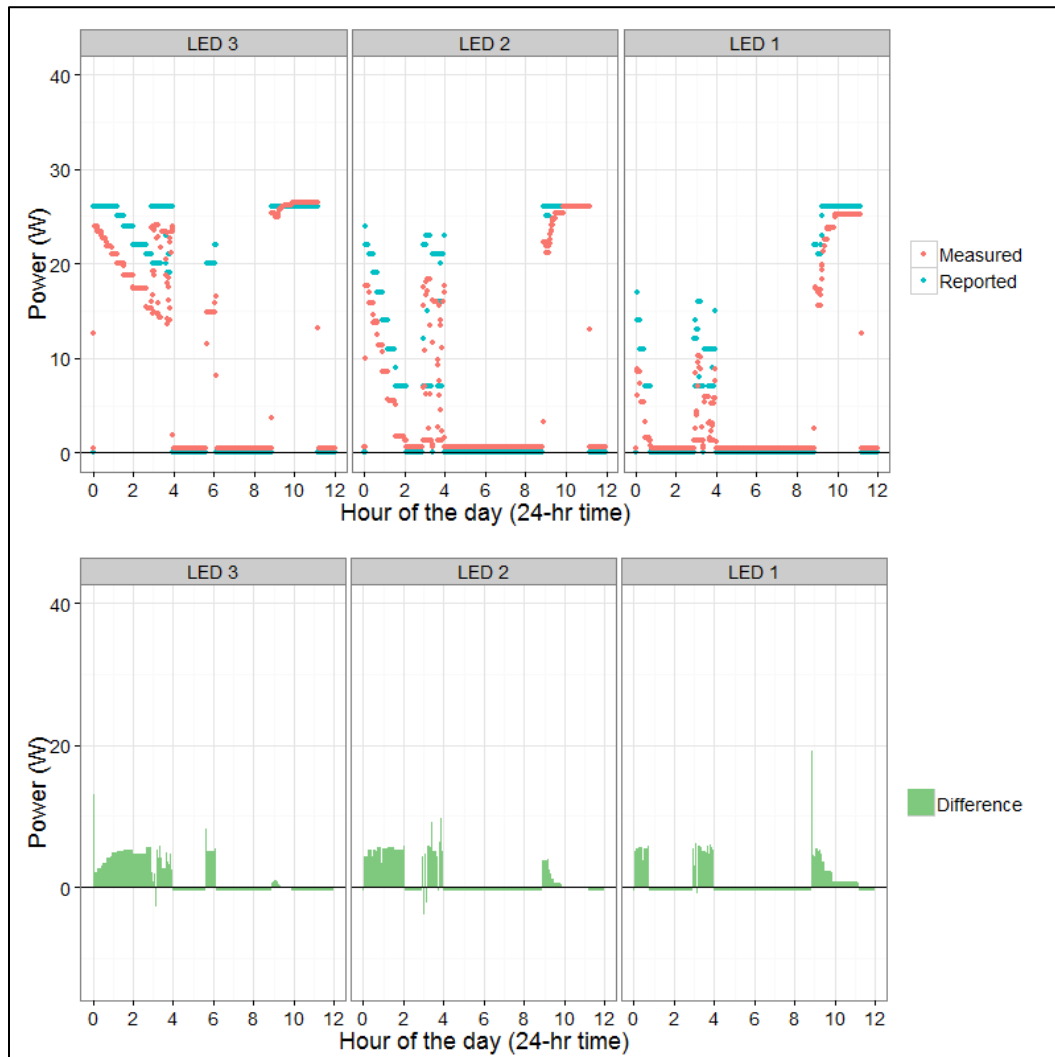 LED 3 LED 2 LED 1
40
30
20
10
0
Power (W)
0 2 4 6 8 10 12 0 2 4 6 8 10 12 0 2 4 6 8 10 12
Hour of the day (24-hr time)
Measured
Reported
LED 3 LED 2 LED 1
40
20
0
Power (W)
0 2 4 6 8 10 12 0 2 4 6 8 10 12 0 2 4 6 8 10 12
Hour of the day (24-hr time)
Difference